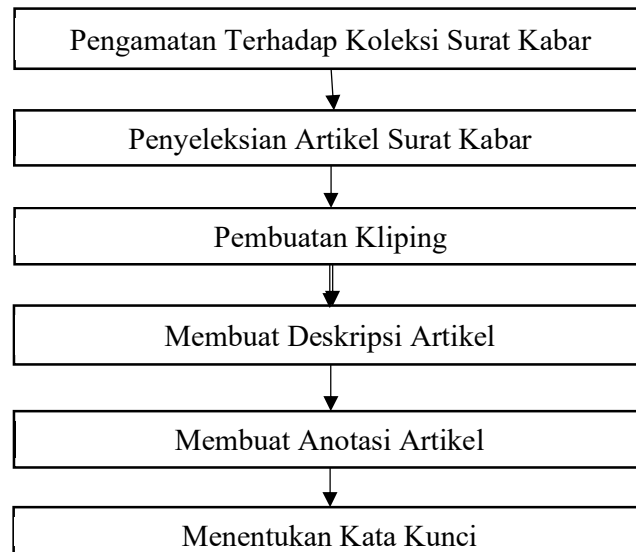 Pengamatan Terhadap Koleksi Surat Kabar
Penyeleksian Artikel Surat Kabar
Pembuatan Kliping
Membuat Deskripsi Artikel
Membuat Anotasi Artikel
Menentukan Kata Kunci